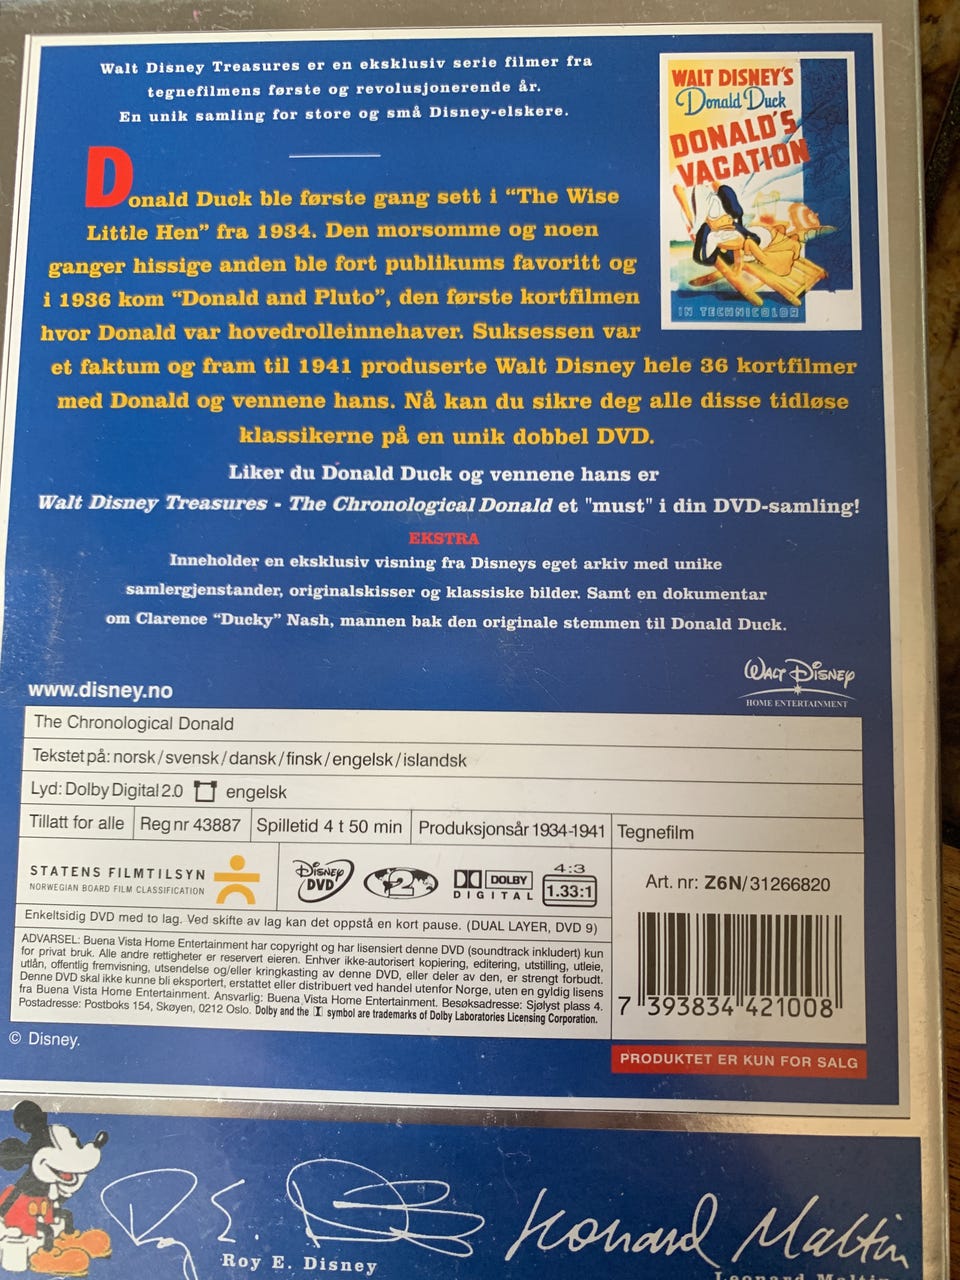 Walt Disney Treasures er en eksklusiv serie filmer fra
tegnefilmens første og revolusjonerende år.
En unik samling for store og små Disney-elskere.
WALT DISNEY'S
Donald Duck
DONALD'S
VACATION
IN TECHNICOLOR
Donald Duck ble første gang sett i “The Wise
Little Hen” fra 1934. Den morsomme og noen
ganger hissige anden ble fort publikums favoritt og
i 1936 kom “Donald and Pluto”, den første kortfilmen
hvor Donald var hovedrolleinnehaver. Suksessen var
et faktum og fram til 1941 produserte Walt Disney hele 36 kortfilmer
med Donald og vennene hans. Nå kan du sikre deg alle disse tidløse
klassikerne på en unik dobbel DVD.
Liker du Donald Duck og vennene hans er
Walt Disney Treasures - The Chronological Donald et "must" i din DVD-samling!
EKSTRA
Inneholder en eksklusiv visning fra Disneys eget arkiv med unike
samlergjenstander, originalskisser og klassiske bilder. Samt en dokumentar
om Clarence “Ducky” Nash, mannen bak den originale stemmen til Donald Duck.
www.disney.no
WALT DISNEY
HOME ENTERTAINMENT
The Chronological Donald
Tekstet på: norsk/svensk/dansk/finsk/engelsk/islandsk
Lyd: Dolby Digital 2.0 engelsk
Tillatt for alle Reg nr 43887 Spilletid 4 t 50 min Produksjonsår 1934-1941 Tegnefilm
STATENS FILMTILSYN
NORWEGIAN BOARD FILM CLASSIFICATION
Disney
DVD
2
DOLBY
DIGITAL
4:3
1.33:1
Art. nr: Z6N/31266820
Enkeltsidig DVD med to lag. Ved skifte av lag kan det oppstå en kort pause. (DUAL LAYER, DVD 9)
ADVARSEL: Buena Vista Home Entertainment har copyright og har lisensiert denne DVD (soundtrack inkludert) kun
for privat bruk. Alle andre rettigheter er reservert eieren. Enhver ikke-autorisert kopiering, editering, utstilling, utleie,
utlån, offentlig fremvisning, utsendelse og/eller kringkasting av denne DVD, eller deler av den, er strengt forbudt.
Denne DVD skal ikke kunne bli eksportert, erstattet eller distribuert ved handel utenfor Norge, uten en gyldig lisens
fra Buena Vista Home Entertainment. Ansvarlig: Buena Vista Home Entertainment. Besøksadresse: Sjølyst plass 4.
Postadresse: Postboks 154, Skøyen, 0212 Oslo. Dolby and the symbol are trademarks of Dolby Laboratories Licensing Corporation.
7 393834 421008
© Disney.
PRODUKTET ER KUN FOR SALG
Roy E. D
Leonard Maltin
Roy E. Disney
Leonard Maltin